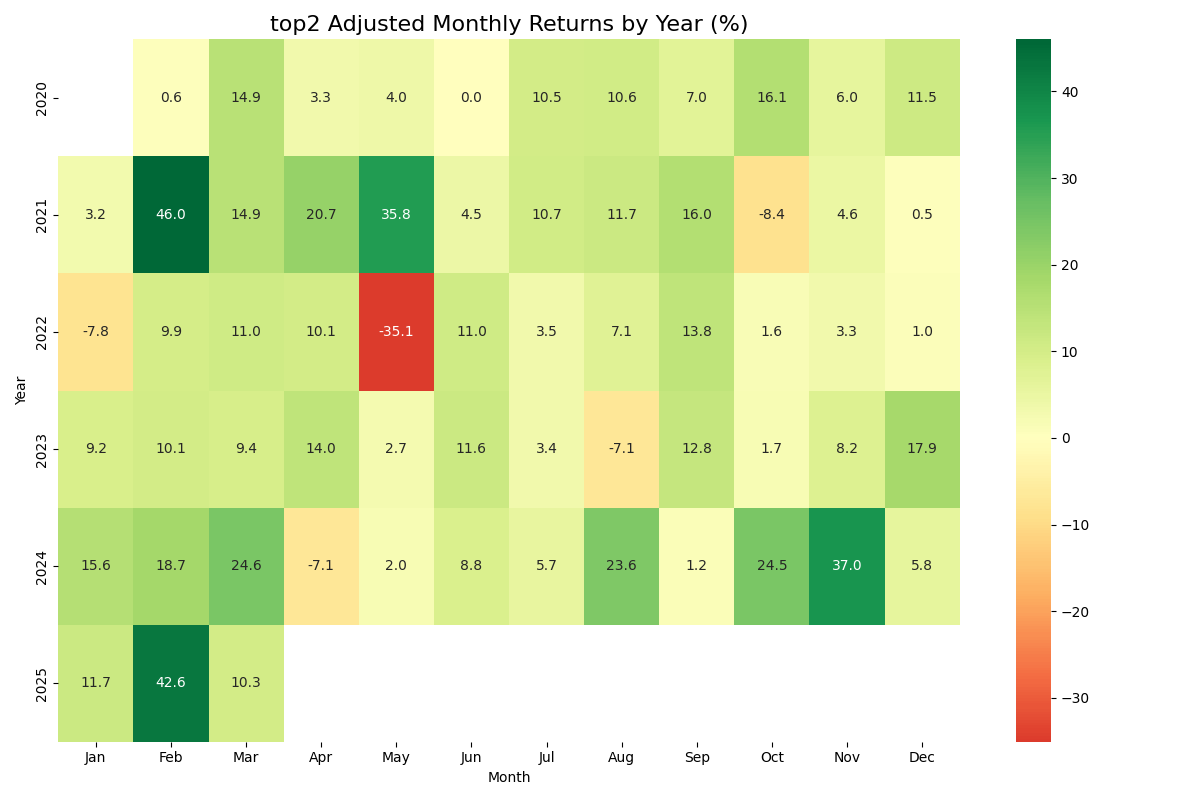 top2 Adjusted Monthly Returns by Year (%)
2020 0.6 14.9 3.3 4.0 0.0 10.5 10.6 7.0 16.1 6.0 11.5
2021 3.2 46.0 14.9 20.7 35.8 4.5 10.7 11.7 16.0 -8.4 4.6 0.5
2022 -7.8 9.9 11.0 10.1 -35.1 11.0 3.5 7.1 13.8 1.6 3.3 1.0
2023 9.2 10.1 9.4 14.0 2.7 11.6 3.4 -7.1 12.8 1.7 8.2 17.9
2024 15.6 18.7 24.6 -7.1 2.0 8.8 5.7 23.6 1.2 24.5 37.0 5.8
2025 11.7 42.6 10.3
Year
Jan Feb Mar Apr May Jun Jul Aug Sep Oct Nov Dec
Month
40
30
20
10
0
−10
−20
−30